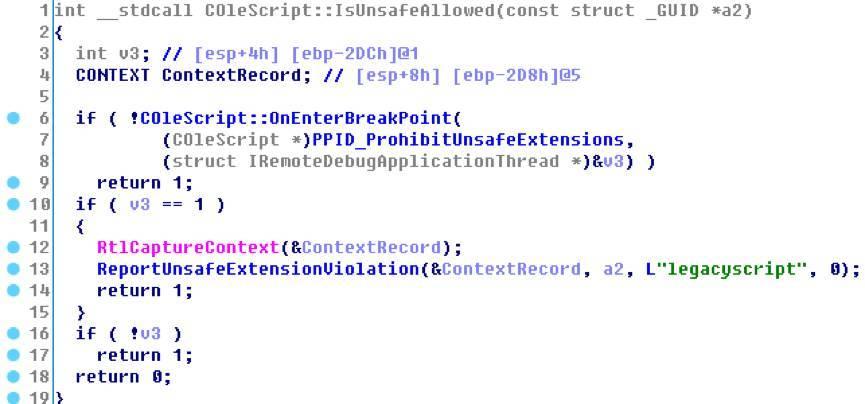 1 int __stdcall COleScript::IsUnsafeAllowed(const struct _GUID *a2)
2 {
3 int v3; // [esp+4h] [ebp-2DCh]@1
4 CONTEXT ContextRecord; // [esp+8h] [ebp-2D8h]@5
5
6 if ( !COleScript::OnEnterBreakPoint(
7 (COleScript *)PPID_ProhibitUnsafeExtensions,
8 (struct IRemoteDebugApplicationThread *)&v3) )
9 return 1;
10 if ( v3 == 1 )
11 {
12 RtlCaptureContext(&ContextRecord);
13 ReportUnsafeExtensionViolation(&ContextRecord, a2, L"legacyscript", 0);
14 return 1;
15 }
16 if ( !v3 )
17 return 1;
18 return 0;
19 }